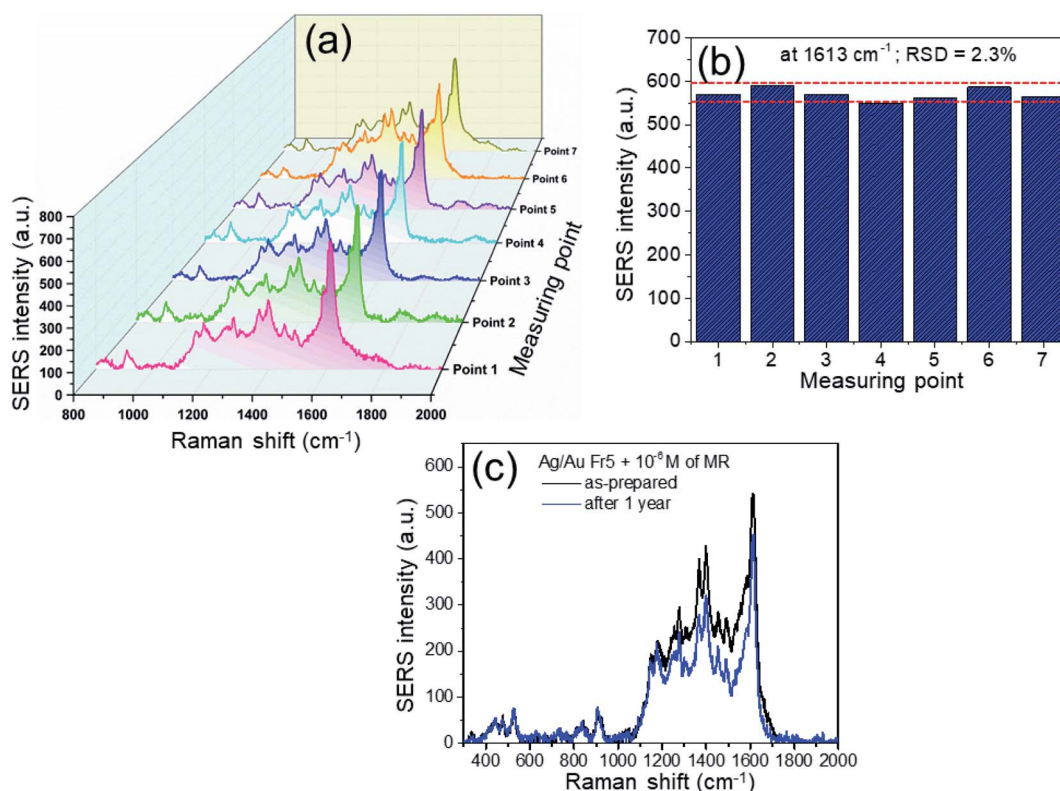 (a)
Point 7
Point 6
Point 5
Point 4
Point 3
Point 2
Point 1
Measuring point
800
700
600
500
400
300
200
100
0
SERS intensity (a.u.)
800 1000 1200 1400 1600 1800 2000
Raman shift (cm⁻¹)
(b) at 1613 cm⁻¹; RSD = 2.3%
700
600
500
400
300
200
100
0
SERS intensity (a.u.)
1 2 3 4 5 6 7
Measuring point
(c) Ag/Au Fr5 + 10⁻⁶M of MR
as-prepared
after 1 year
600
500
400
300
200
100
0
SERS intensity (a.u.)
400 600 800 1000 1200 1400 1600 1800 2000
Raman shift (cm⁻¹)